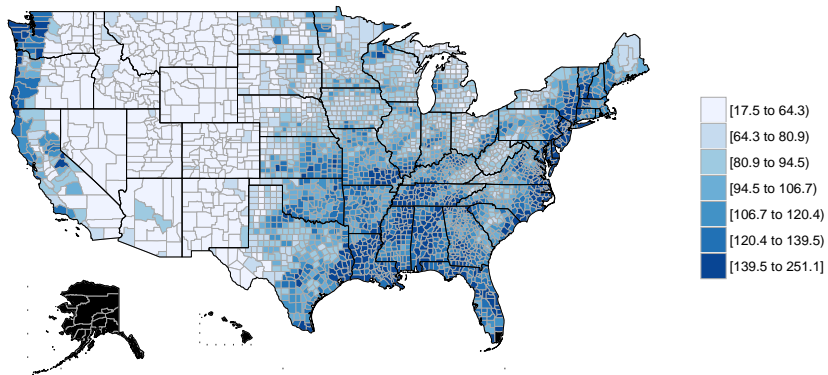 [17.5 to 64.3)
[64.3 to 80.9)
[80.9 to 94.5)
[94.5 to 106.7)
[106.7 to 120.4)
[120.4 to 139.5)
[139.5 to 251.1]